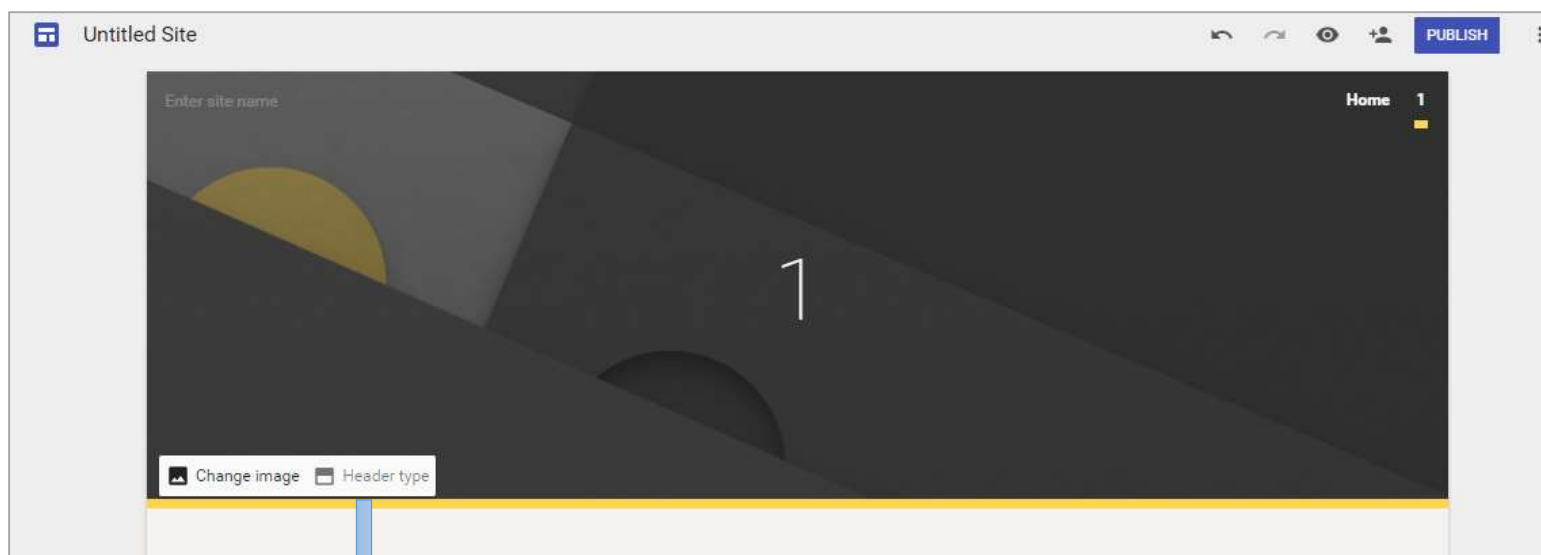 Untitled Site
PUBLISH
Enter site name
Home 1
1
Change image Header type